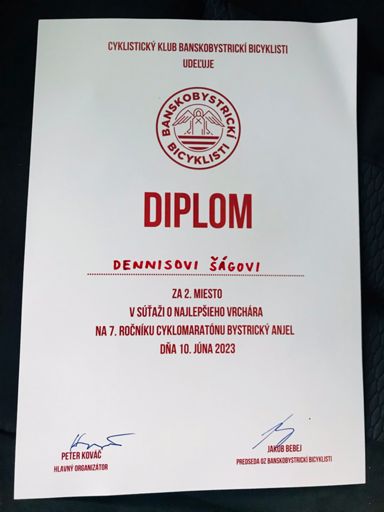 CYKLISTICKÝ KLUB BANSKOBYSTRICKÍ BICYKLISTI
UDEĽUJE
BANSKOBYSTRICKÍ
BICYKLISTI
DIPLOM
DENNISOVI ŠÁGOVI
ZA 2. MIESTO
V SÚŤAŽI O NAJLEPŠIEHO VRCHÁRA
NA 7. ROČNÍKU CYKLOMARATÓNU BYSTRICKÝ ANJEL
DŇA 10. JÚNA 2023
PETER KOVÁČ
HLAVNÝ ORGANIZÁTOR
JAKUB BEBEJ
PREDSEDA OZ BANSKOBYSTRICKÍ BICYKLISTI